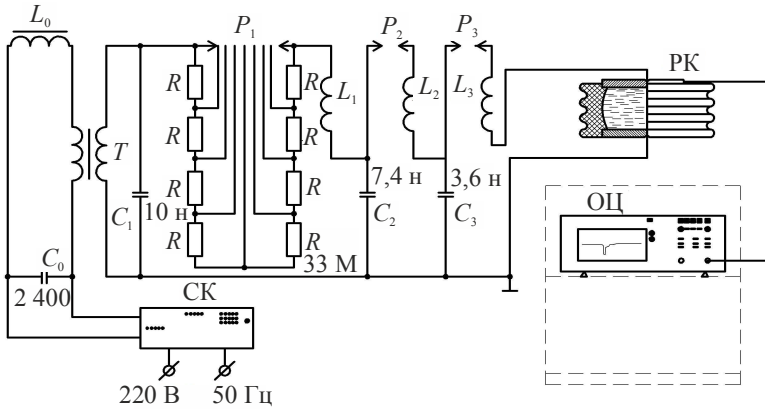 L₀
P₁
P₂
P₃
РК
R
R
L₁
L₂
L₃
T
R
R
7,4 н
3,6 н
C₁
10 н
R
R
C₂
C₃
ОЦ
R
R
C₀
33 М
2 400
СК
220 В
50 Гц